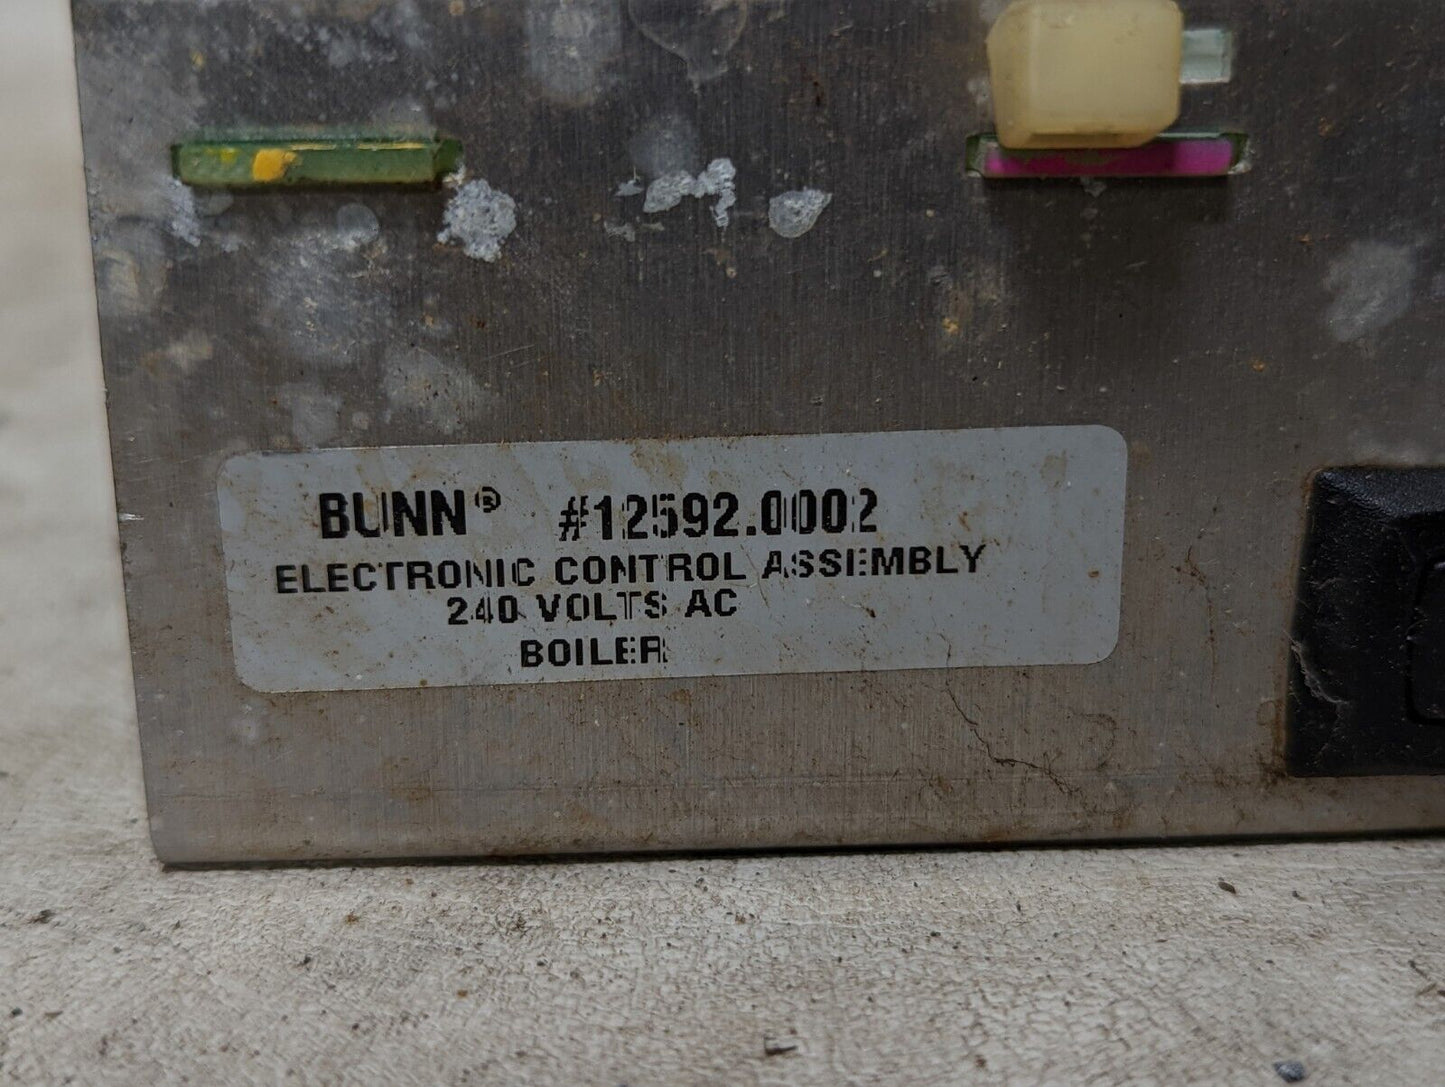 BUNN® #12592.0002
ELECTRONIC CONTROL ASSEMBLY
240 VOLTS AC
BOILER